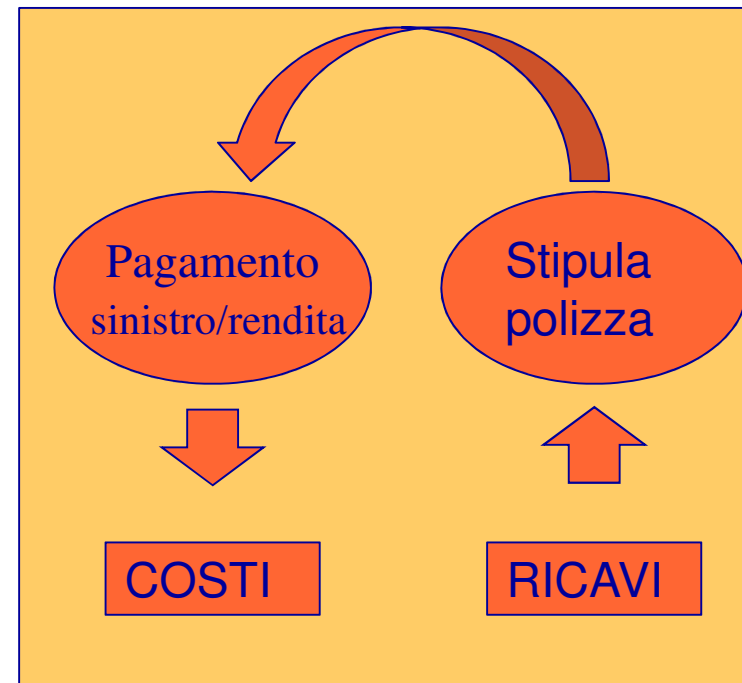 Pagamento
sinistro/rendita
Stipula
polizza
COSTI
RICAVI